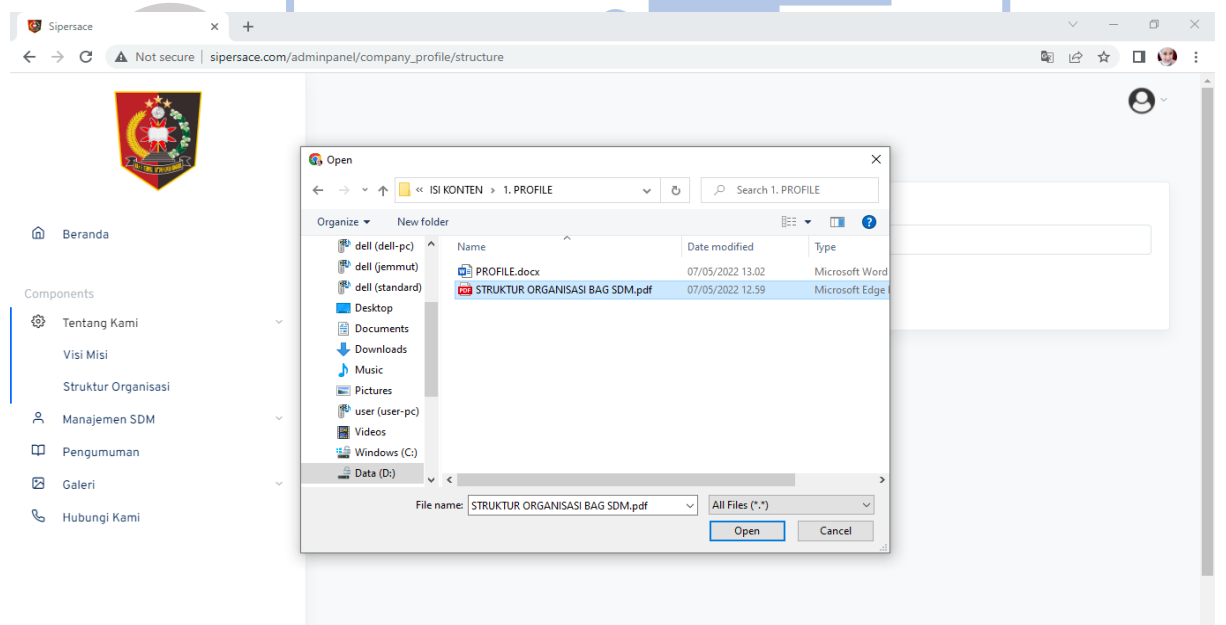 Sipersace
Not secure | sipersace.com/adminpanel/company_profile/structure
Beranda
Components
Tentang Kami
Visi Misi
Struktur Organisasi
Manajemen SDM
Pengumuman
Galeri
Hubungi Kami
Open
« ISI KONTEN > 1. PROFILE
Search 1. PROFILE
Organize New folder
dell (dell-pc)
dell (jemmut)
dell (standard)
Desktop
Documents
Downloads
Music
Pictures
user (user-pc)
Videos
Windows (C:)
Data (D:)
Name Date modified Type
PROFILE.docx 07/05/2022 13.02 Microsoft Word
STRUKTUR ORGANISASI BAG SDM.pdf 07/05/2022 12.59 Microsoft Edge
File name: STRUKTUR ORGANISASI BAG SDM.pdf All Files (*.*)
Open Cancel